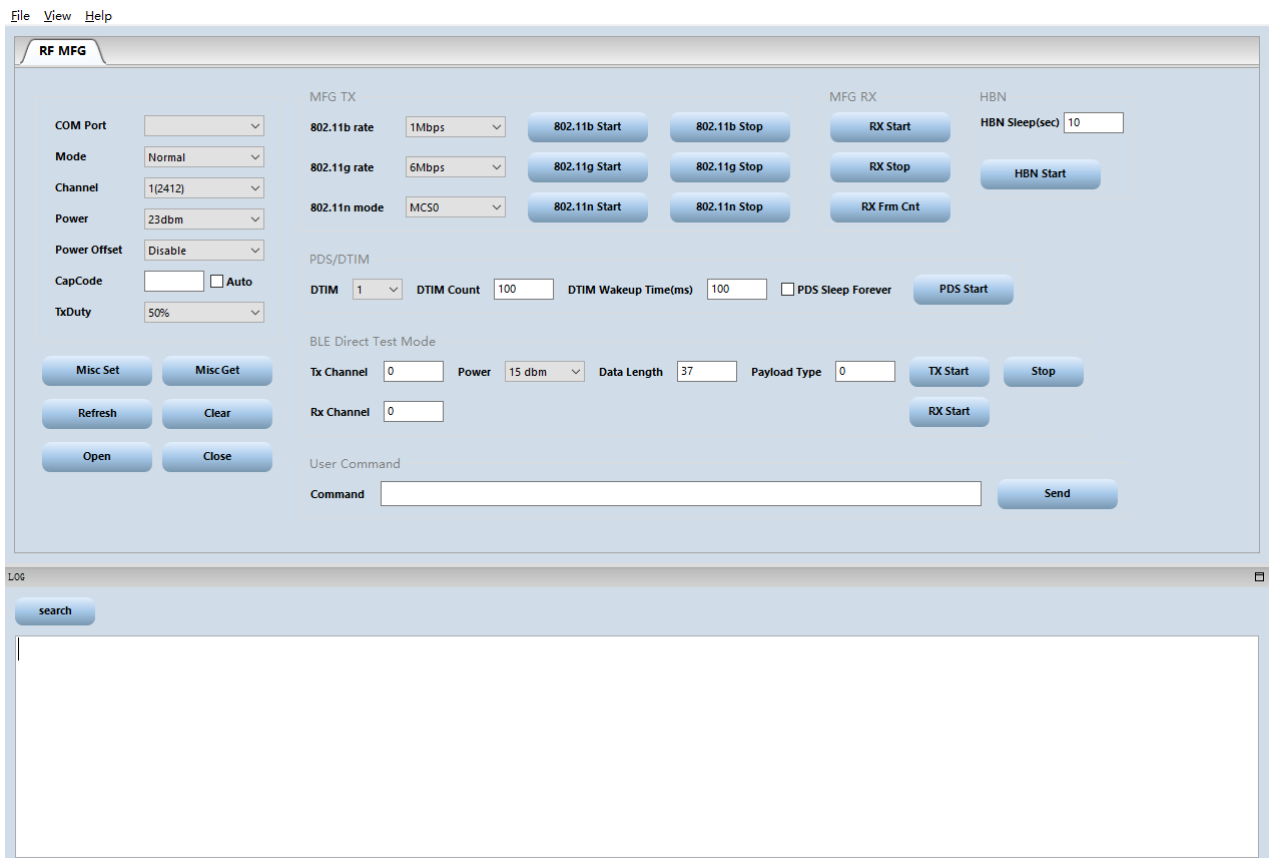 File View Help
RF MFG
MFG TX MFG RX HBN
COM Port 802.11b rate 1Mbps 802.11b Start 802.11b Stop RX Start HBN Sleep(sec) 10
Mode Normal 802.11g rate 6Mbps 802.11g Start 802.11g Stop RX Stop HBN Start
Channel 1(2412)
Power 23dbm 802.11n mode MCS0 802.11n Start 802.11n Stop RX Frm Cnt
Power Offset Disable
PDS/DTIM
CapCode Auto DTIM 1 DTIM Count 100 DTIM Wakeup Time(ms) 100 PDS Sleep Forever PDS Start
TxDuty 50%
BLE Direct Test Mode
Misc Set Misc Get Tx Channel 0 Power 15 dbm Data Length 37 Payload Type 0 TX Start Stop
Refresh Clear Rx Channel 0 RX Start
Open Close User Command
Command Send
LOG
search